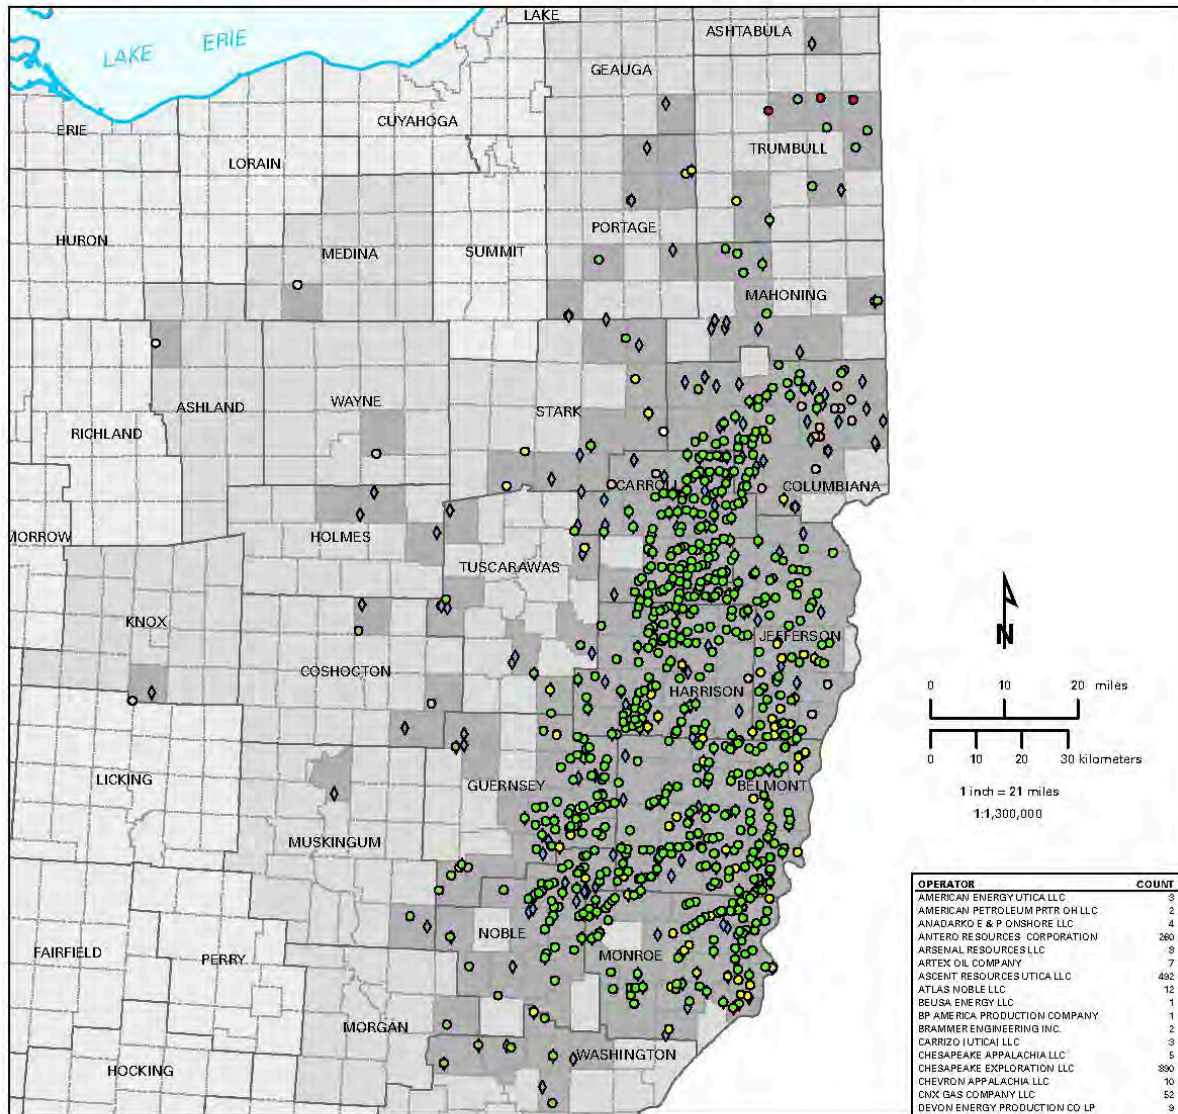 LAKE
ASHTABULA
LAKE ERIE
GEAUGA
CUYAHOGA
ERIE
TRUMBULL
LORAIN
PORTAGE
HURON
MEDINA
SUMMIT
MAHONING
WAYNE
ASHLAND
STARK
RICHLAND
CARROLL
COLUMBIANA
MORROW
HOLMES
TUSCARAWAS
KNOX
JEFFERSON
COSHOCTON
HARRISON
LICKING
GUERNSEY
BELMONT
MUSKINGUM
NOBLE
FAIRFIELD
PERRY
MONROE
MORGAN
WASHINGTON
HOCKING
N
0 10 20 miles
0 10 20 30 kilometers
1 inch = 21 miles
1:1,300,000
OPERATOR COUNT
AMERICAN ENERGY UTICA LLC 3
AMERICAN PETROLEUM PRTR OH LLC 2
ANADARKO E & P ONSHORE LLC 4
ANTERO RESOURCES CORPORATION 260
ARSENAL RESOURCES LLC
ARTEX OIL COMPANY 7
ASCENT RESOURCES UTICA LLC 492
ATLAS NOBLE LLC 12
BEUSA ENERGY LLC 1
BP AMERICA PRODUCTION COMPANY 1
BRAMMER ENGINEERING INC. 2
CARRIZO (UTICA) LLC 3
CHESAPEAKE APPALACHIA LLC 5
CHESAPEAKE EXPLORATION LLC
CHEVRON APPALACHIA LLC 10
CNX GAS COMPANY LLC 52
DEVON ENERGY PRODUCTION CO LP 9